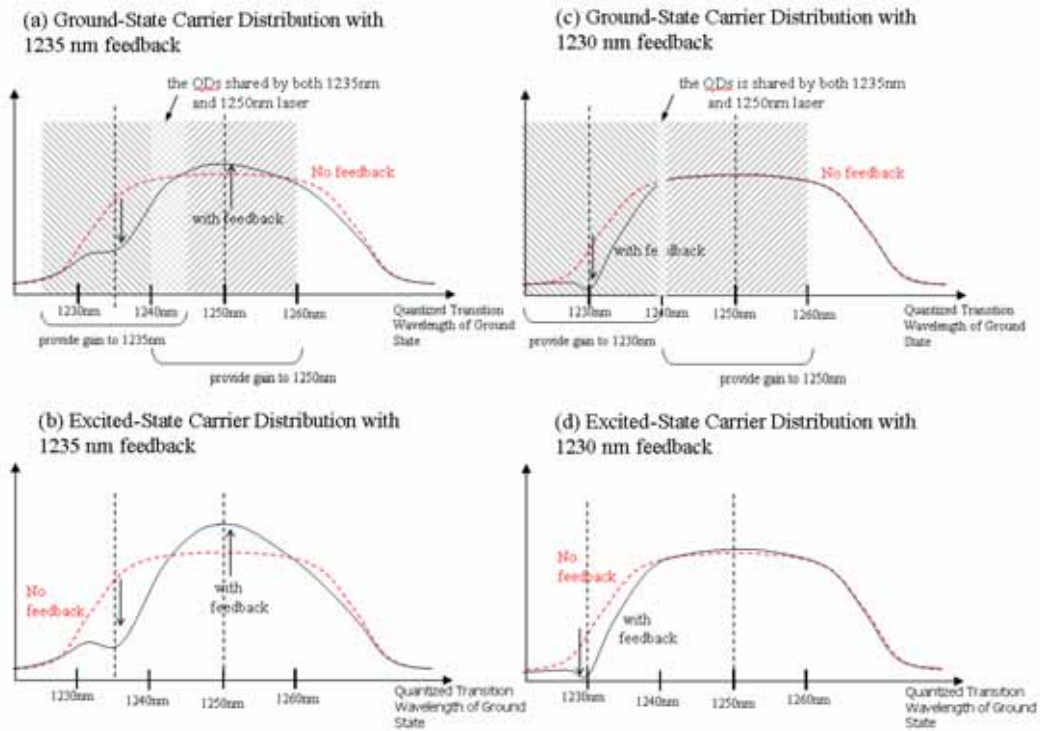 (a) Ground-State Carrier Distribution with
1235 nm feedback
the QDs shared by both 1235nm
and 1250nm laser
No feedback
with feedback
1230nm
1240nm
1250nm
1260nm
Quantized Transition
Wavelength of Ground
State
provide gain to 1235nm
provide gain to 1250nm
(c) Ground-State Carrier Distribution with
1230 nm feedback
the QDs is shared by both 1235nm
and 1250nm laser
No feedback
with feedback
1230nm
1240nm
1250nm
1260nm
Quantized Transition
Wavelength of Ground
State
provide gain to 1230nm
provide gain to 1250nm
(b) Excited-State Carrier Distribution with
1235 nm feedback
No
feedback
with
feedback
1230nm
1240nm
1250nm
1260nm
Quantized Transition
Wavelength of Ground
State
(d) Excited-State Carrier Distribution with
1230 nm feedback
No
feedback
with
feedback
1230nm
1240nm
1250nm
1260nm
Quantized Transition
Wavelength of Ground
State